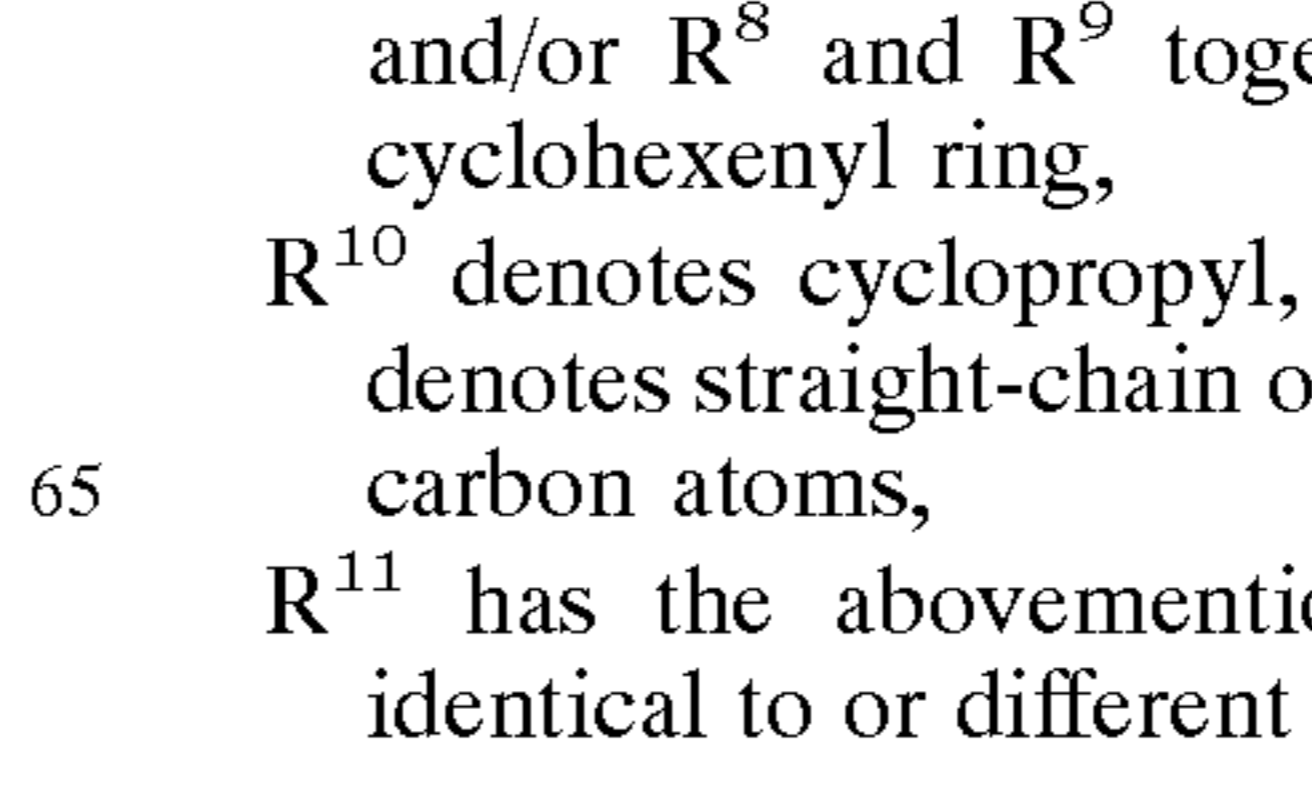 and/or R⁸ and R⁹ toge
cyclohexenyl ring,
R¹⁰ denotes cyclopropyl,
denotes straight-chain o
65 carbon atoms,
R¹¹ has the abovementic
identical to or different